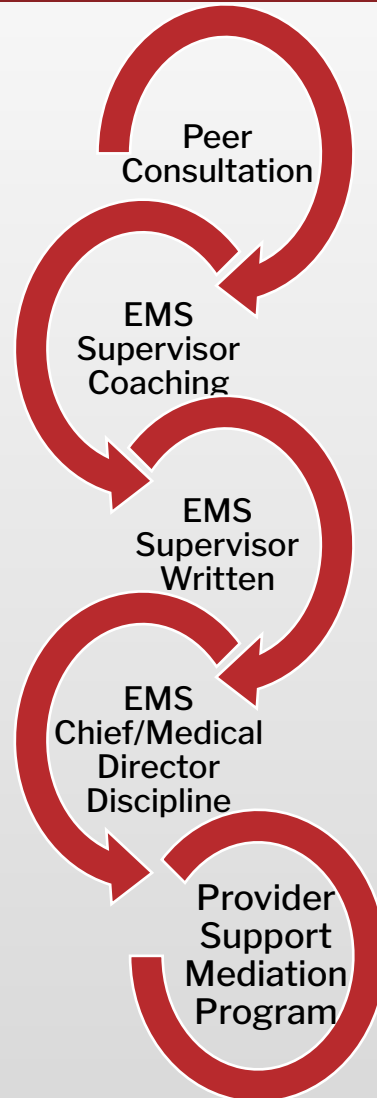 Peer
Consultation
EMS
Supervisor
Coaching
EMS
Supervisor
Written
EMS
Chief/Medical
Director
Discipline
Provider
Support
Mediation
Program